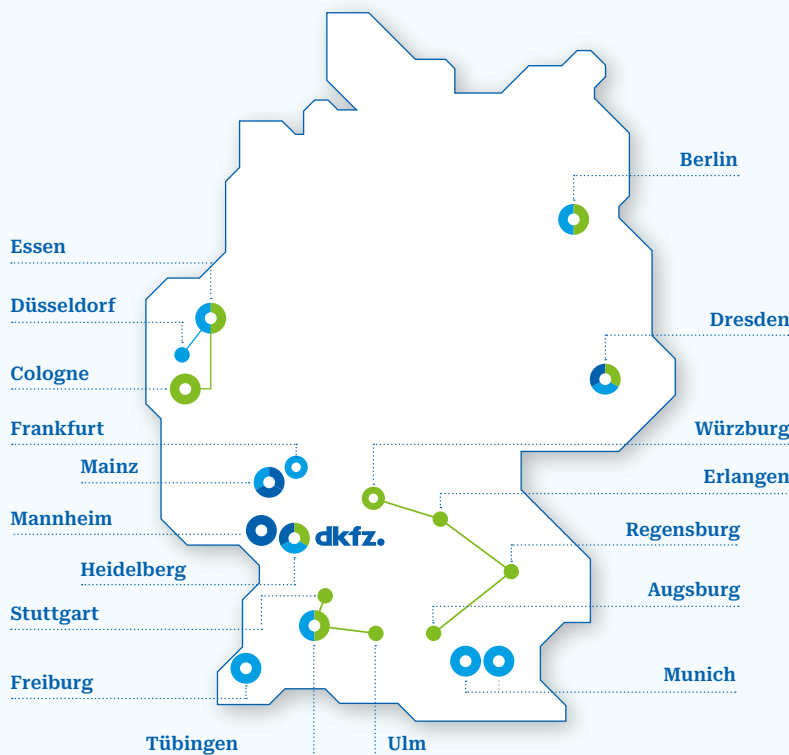 Berlin
Essen
Düsseldorf
Dresden
Cologne
Frankfurt
Würzburg
Mainz
Erlangen
Mannheim
dkfz.
Regensburg
Heidelberg
Augsburg
Stuttgart
Freiburg
Munich
Tübingen
Ulm